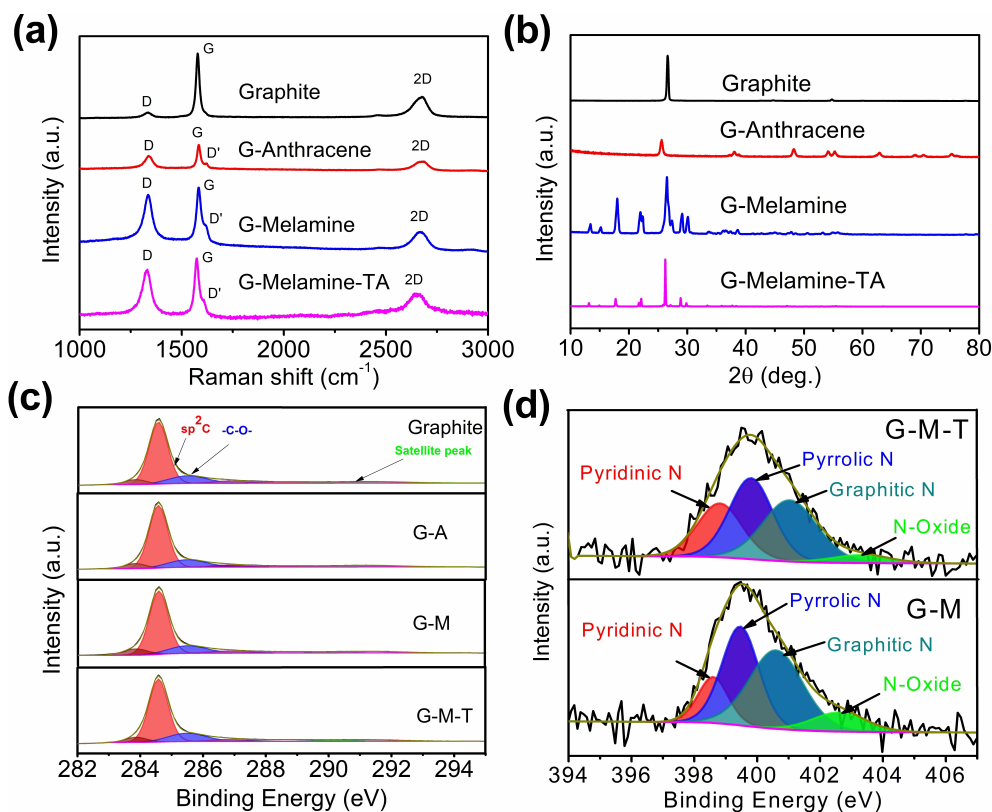 (a)
Intensity (a.u.)
D
G
2D
Graphite
D
G
D'
2D
G-Anthracene
D
G
D'
2D
G-Melamine
D
G
D'
2D
G-Melamine-TA
1000 1500 2000 2500 3000
Raman shift (cm-1)
(b)
Intensity (a.u.)
Graphite
G-Anthracene
G-Melamine
G-Melamine-TA
10 20 30 40 50 60 70 80
2θ (deg.)
(c)
Intensity (a.u.)
Graphite
sp2C
-C-O-
Satellite peak
G-A
G-M
G-M-T
282 284 286 288 290 292 294
Binding Energy (eV)
(d)
Intensity (a.u.)
G-M-T
Pyrrolic N
Pyridinic N
Graphitic N
N-Oxide
Intensity (a.u.)
G-M
Pyrrolic N
Pyridinic N
Graphitic N
N-Oxide
394 396 398 400 402 404 406
Binding Energy (eV)